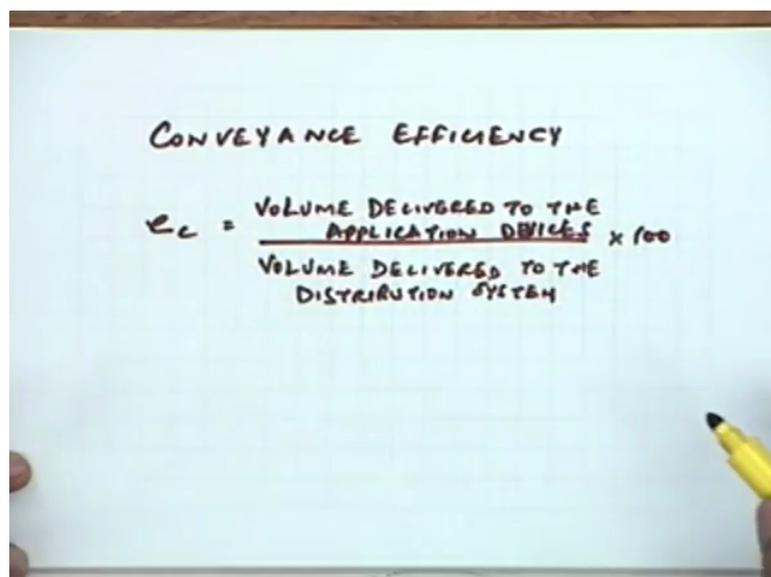 CONVEYANCE EFFICIENCY
VOLUME DELIVERED TO THE
APPLICATION DEVICES
e_c = × 100
VOLUME DELIVERED TO THE
DISTRIBUTION SYSTEM